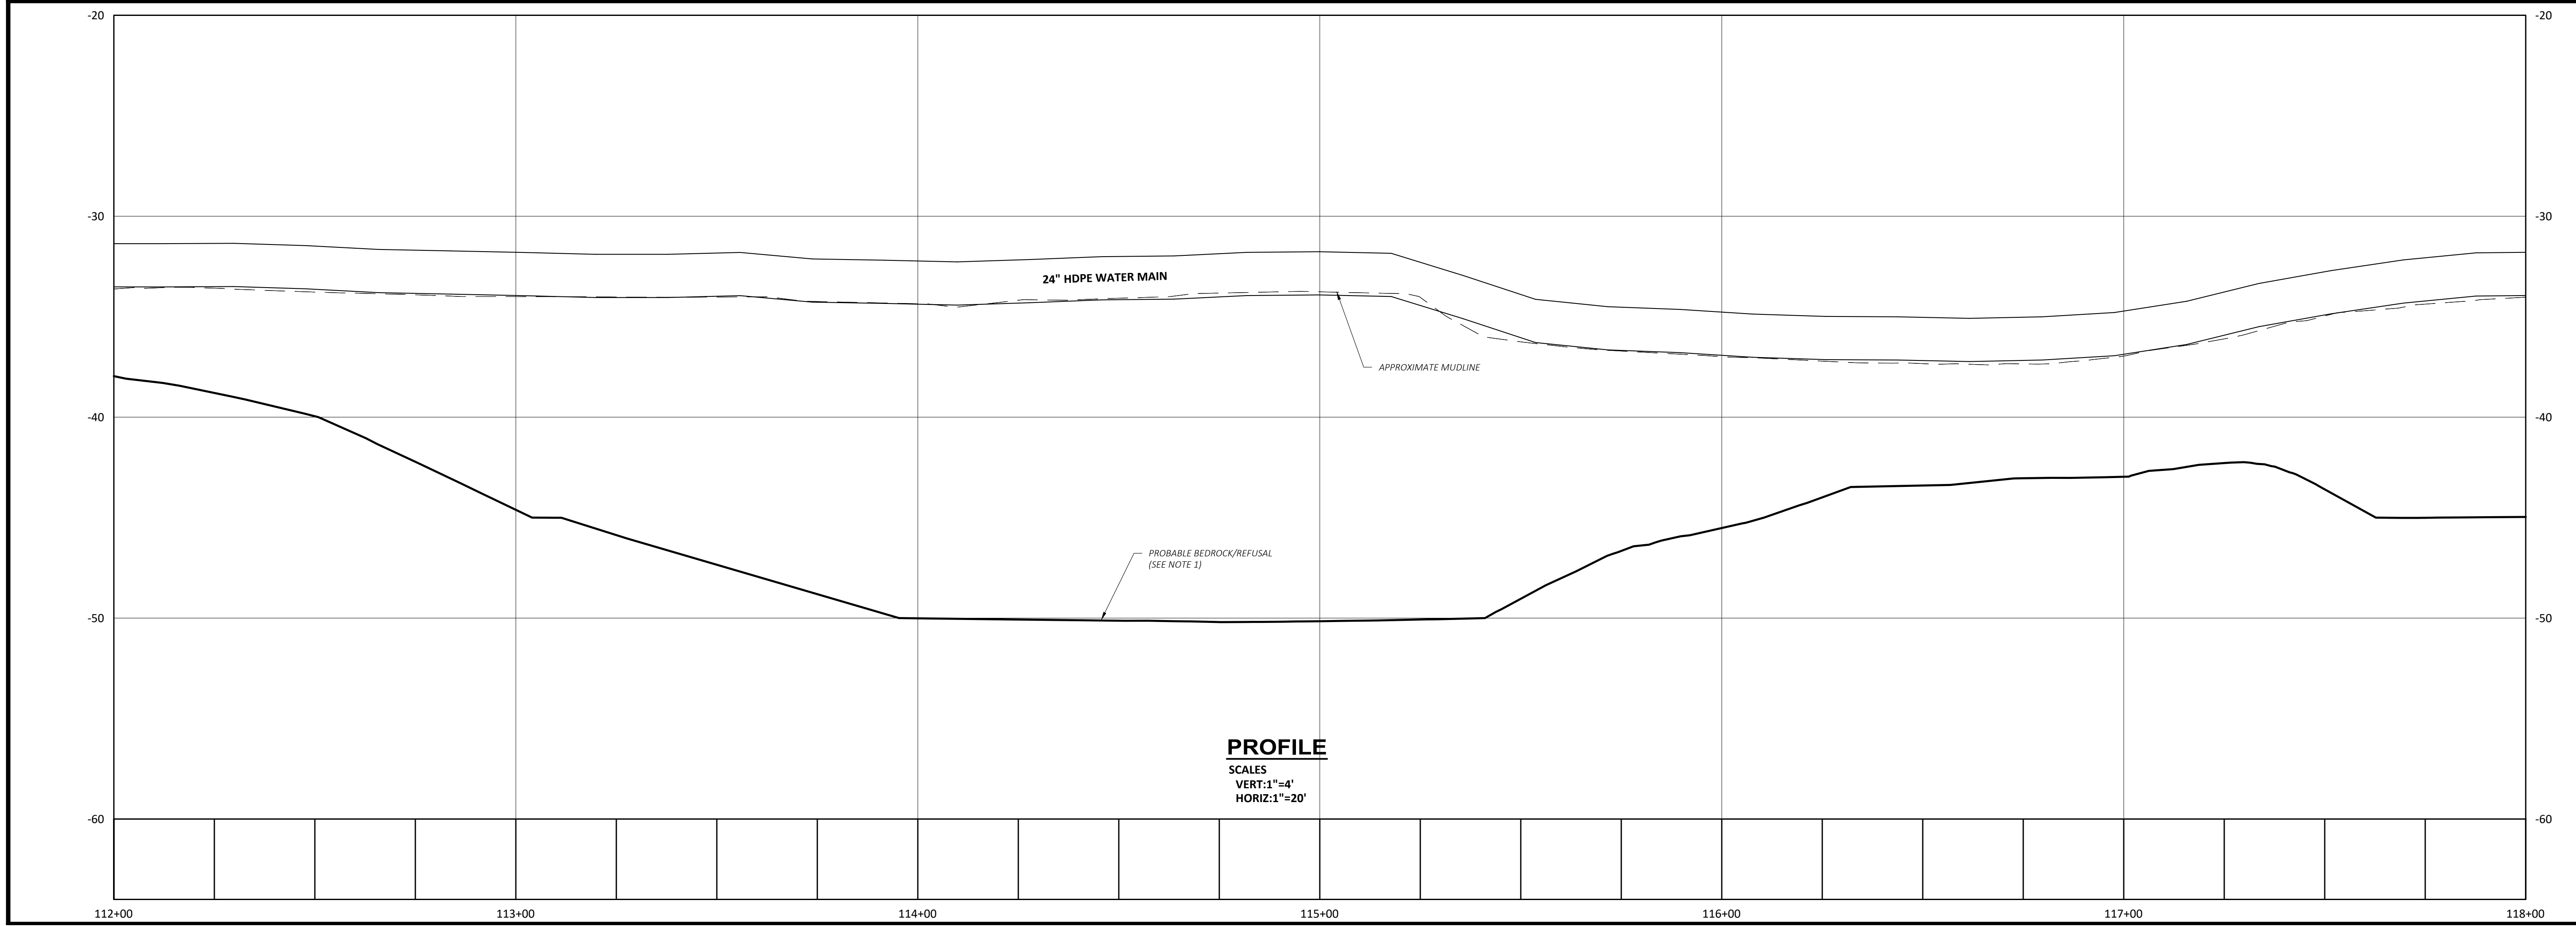 -20
-20
-30
-30
24" HDPE WATER MAIN
APPROXIMATE MUDLINE
-40
-40
PROBABLE BEDROCK/REFUSAL
(SEE NOTE 1)
-50
-50
PROFILE
SCALES
VERT:1"=4'
HORIZ:1"=20'
-60
-60
112+00
113+00
114+00
115+00
116+00
117+00
118+00